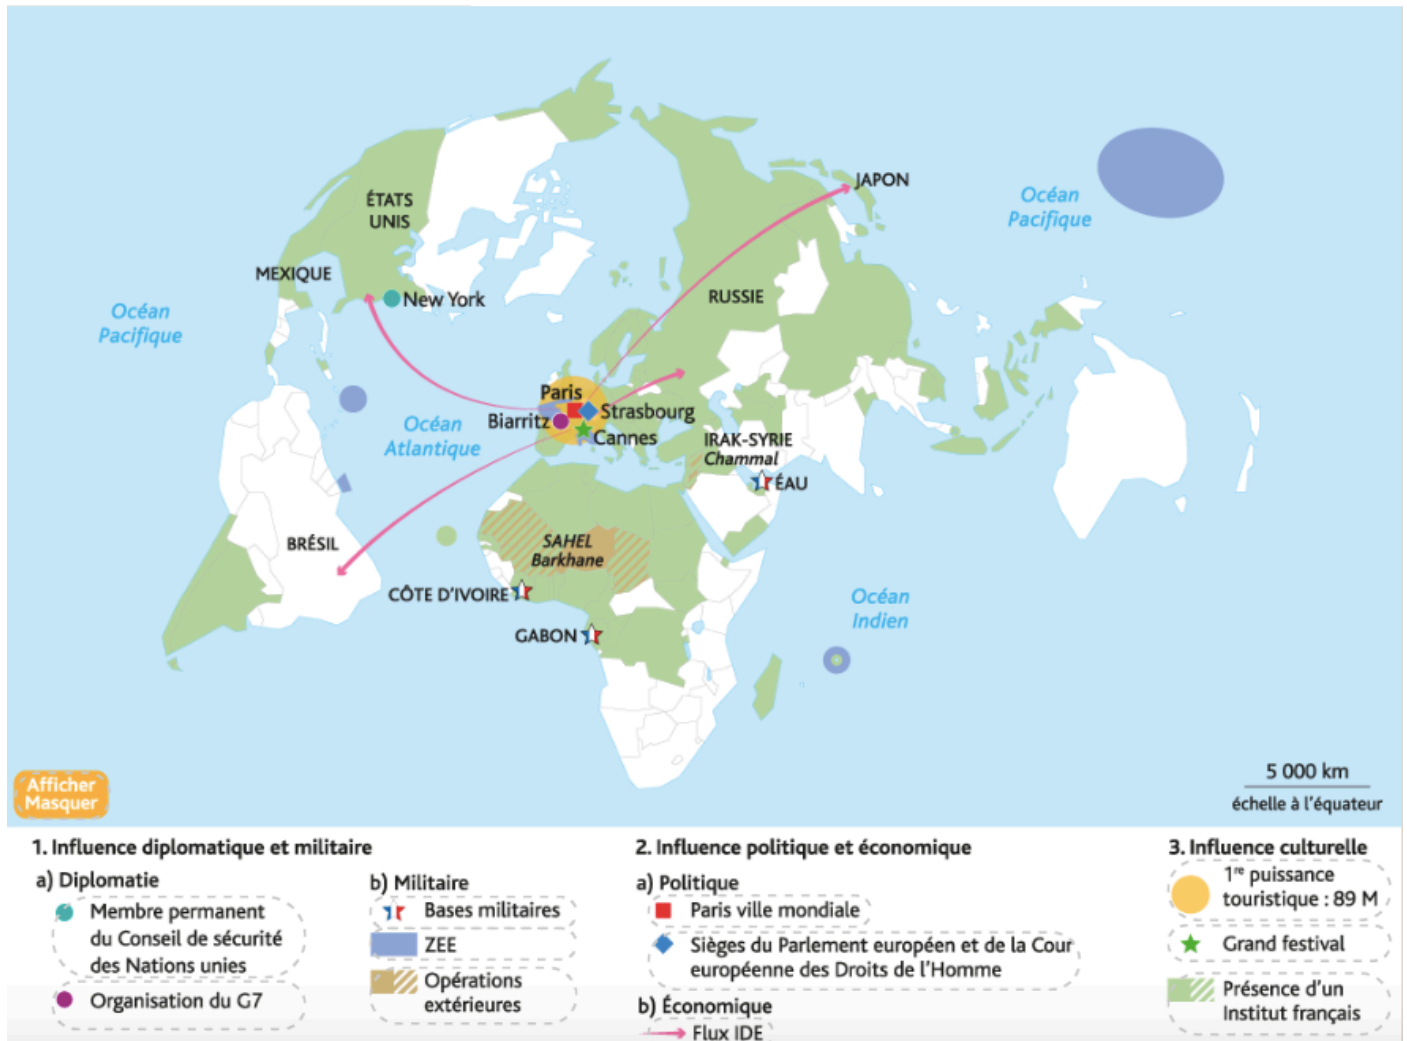 JAPON
Océan
Pacifique
ÉTATS
UNIS
MEXIQUE
New York
RUSSIE
Océan
Pacifique
Paris
Biarritz
Strasbourg
Cannes
Océan
Atlantique
IRAK-SYRIE
Chammal
ÉAU
BRÉSIL
SAHEL
Barkhane
CÔTE D'IVOIRE
GABON
Océan
Indien
Afficher
Masquer
5 000 km
échelle à l'équateur
1. Influence diplomatique et militaire
a) Diplomatie
Membre permanent
du Conseil de sécurité
des Nations unies
Organisation du G7
b) Militaire
Bases militaires
ZEE
Opérations
extérieures
2. Influence politique et économique
a) Politique
Paris ville mondiale
Sièges du Parlement européen et de la Cour
européenne des Droits de l'Homme
b) Économique
Flux IDE
3. Influence culturelle
1re puissance
touristique : 89 M
Grand festival
Présence d'un
Institut français